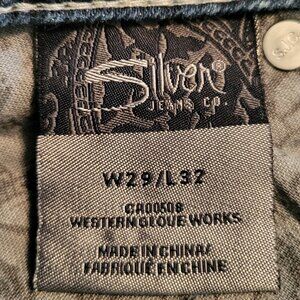 Silver®
JEANS CO.
W29/L32
CA00508
WESTERN GLOVE WORKS
MADE IN CHINA/
FABRIQUÉ EN CHINE